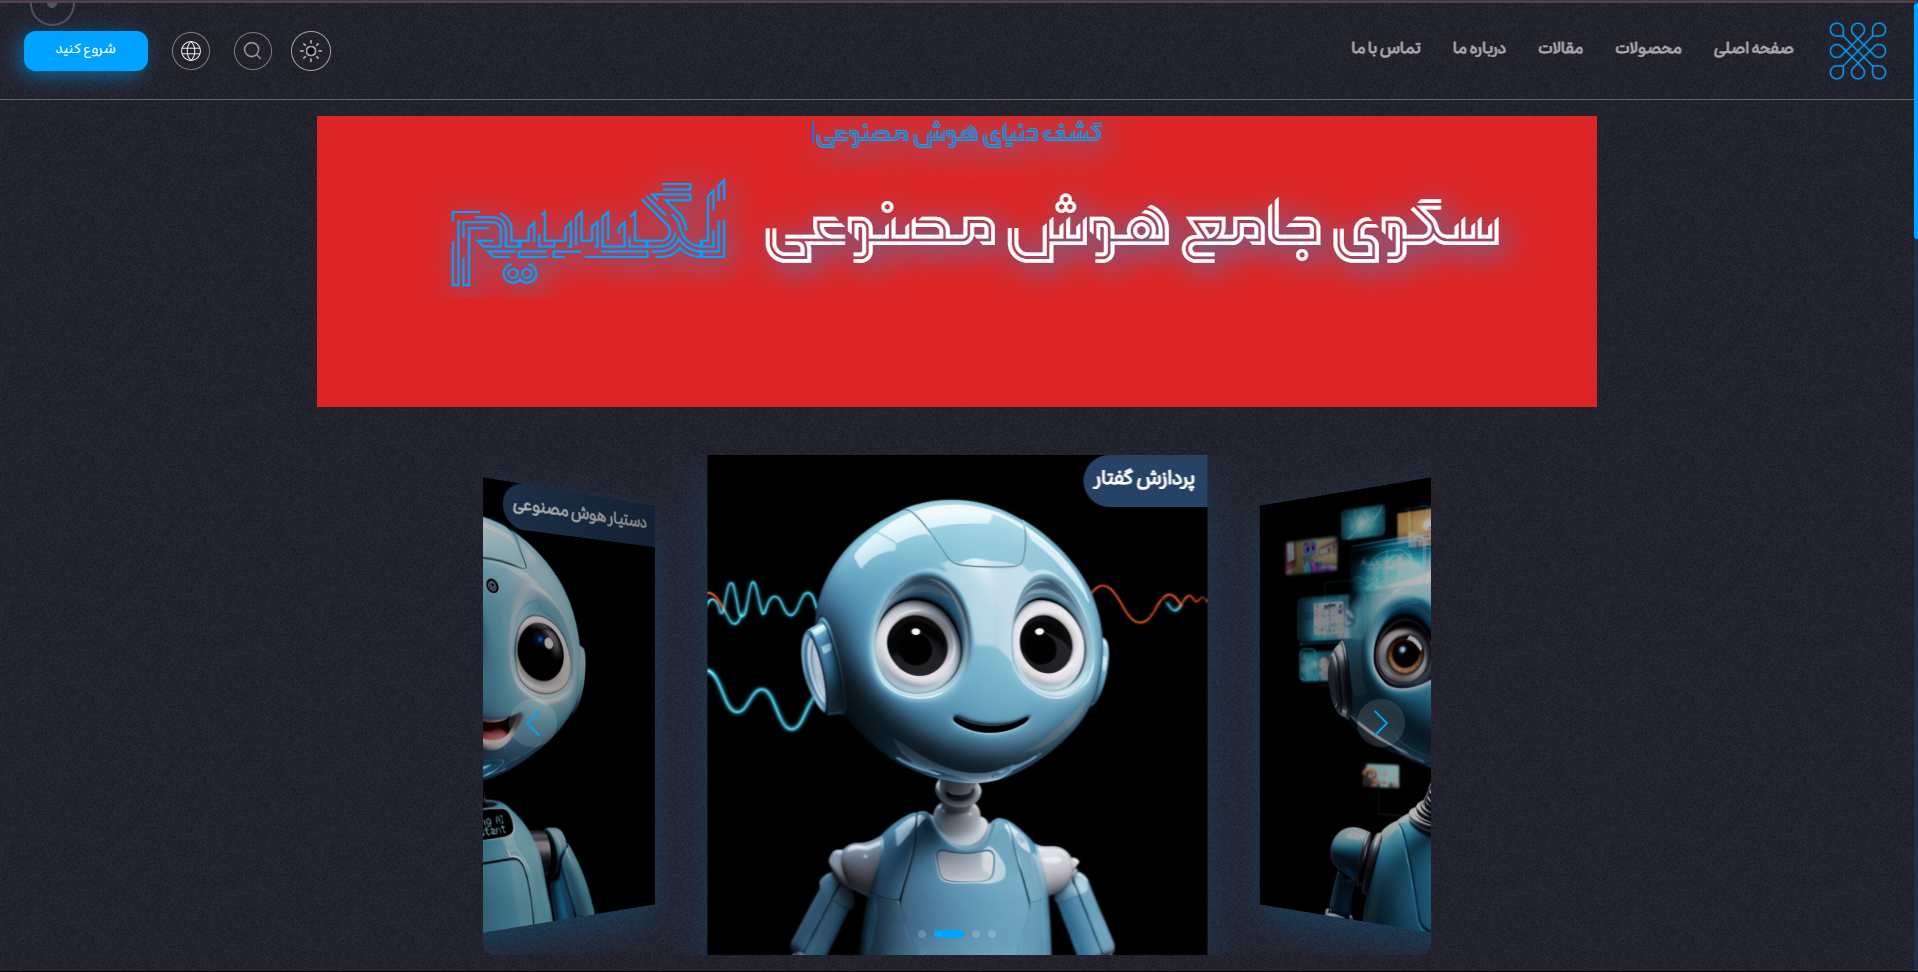 صفحه اصلی
محصولات
مقالات
درباره ما
تماس با ما
شروع کنید
کشف دنیای هوش مصنوعی
سکوی جامع هوش مصنوعی
پردازش گفتار
دستیار هوش مصنوعی